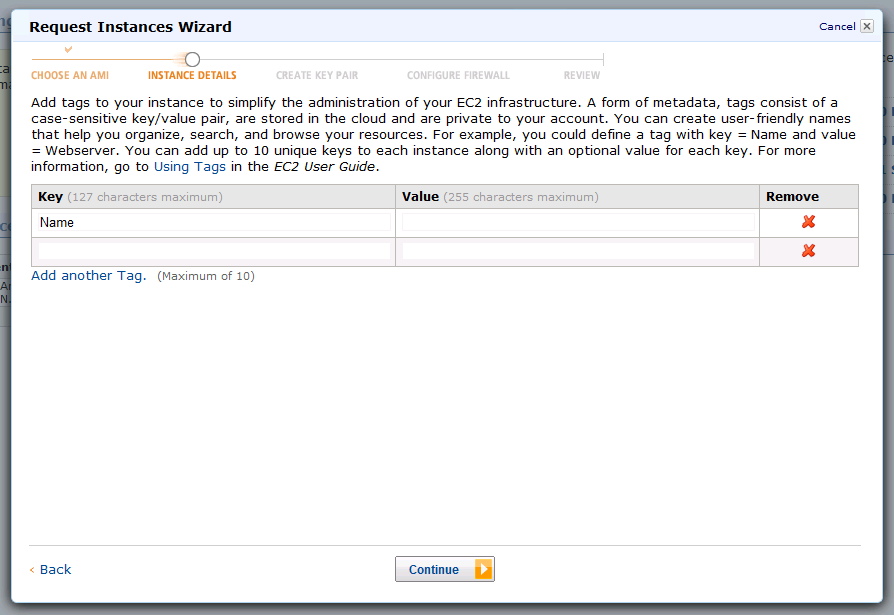 Request Instances Wizard
Cancel
CHOOSE AN AMI INSTANCE DETAILS CREATE KEY PAIR CONFIGURE FIREWALL REVIEW
Add tags to your instance to simplify the administration of your EC2 infrastructure. A form of metadata, tags consist of a
case-sensitive key/value pair, are stored in the cloud and are private to your account. You can create user-friendly names
that help you organize, search, and browse your resources. For example, you could define a tag with key = Name and value
= Webserver. You can add up to 10 unique keys to each instance along with an optional value for each key. For more
information, go to Using Tags in the EC2 User Guide.
Key (127 characters maximum) Value (255 characters maximum) Remove
Name
Add another Tag. (Maximum of 10)
‹ Back
Continue